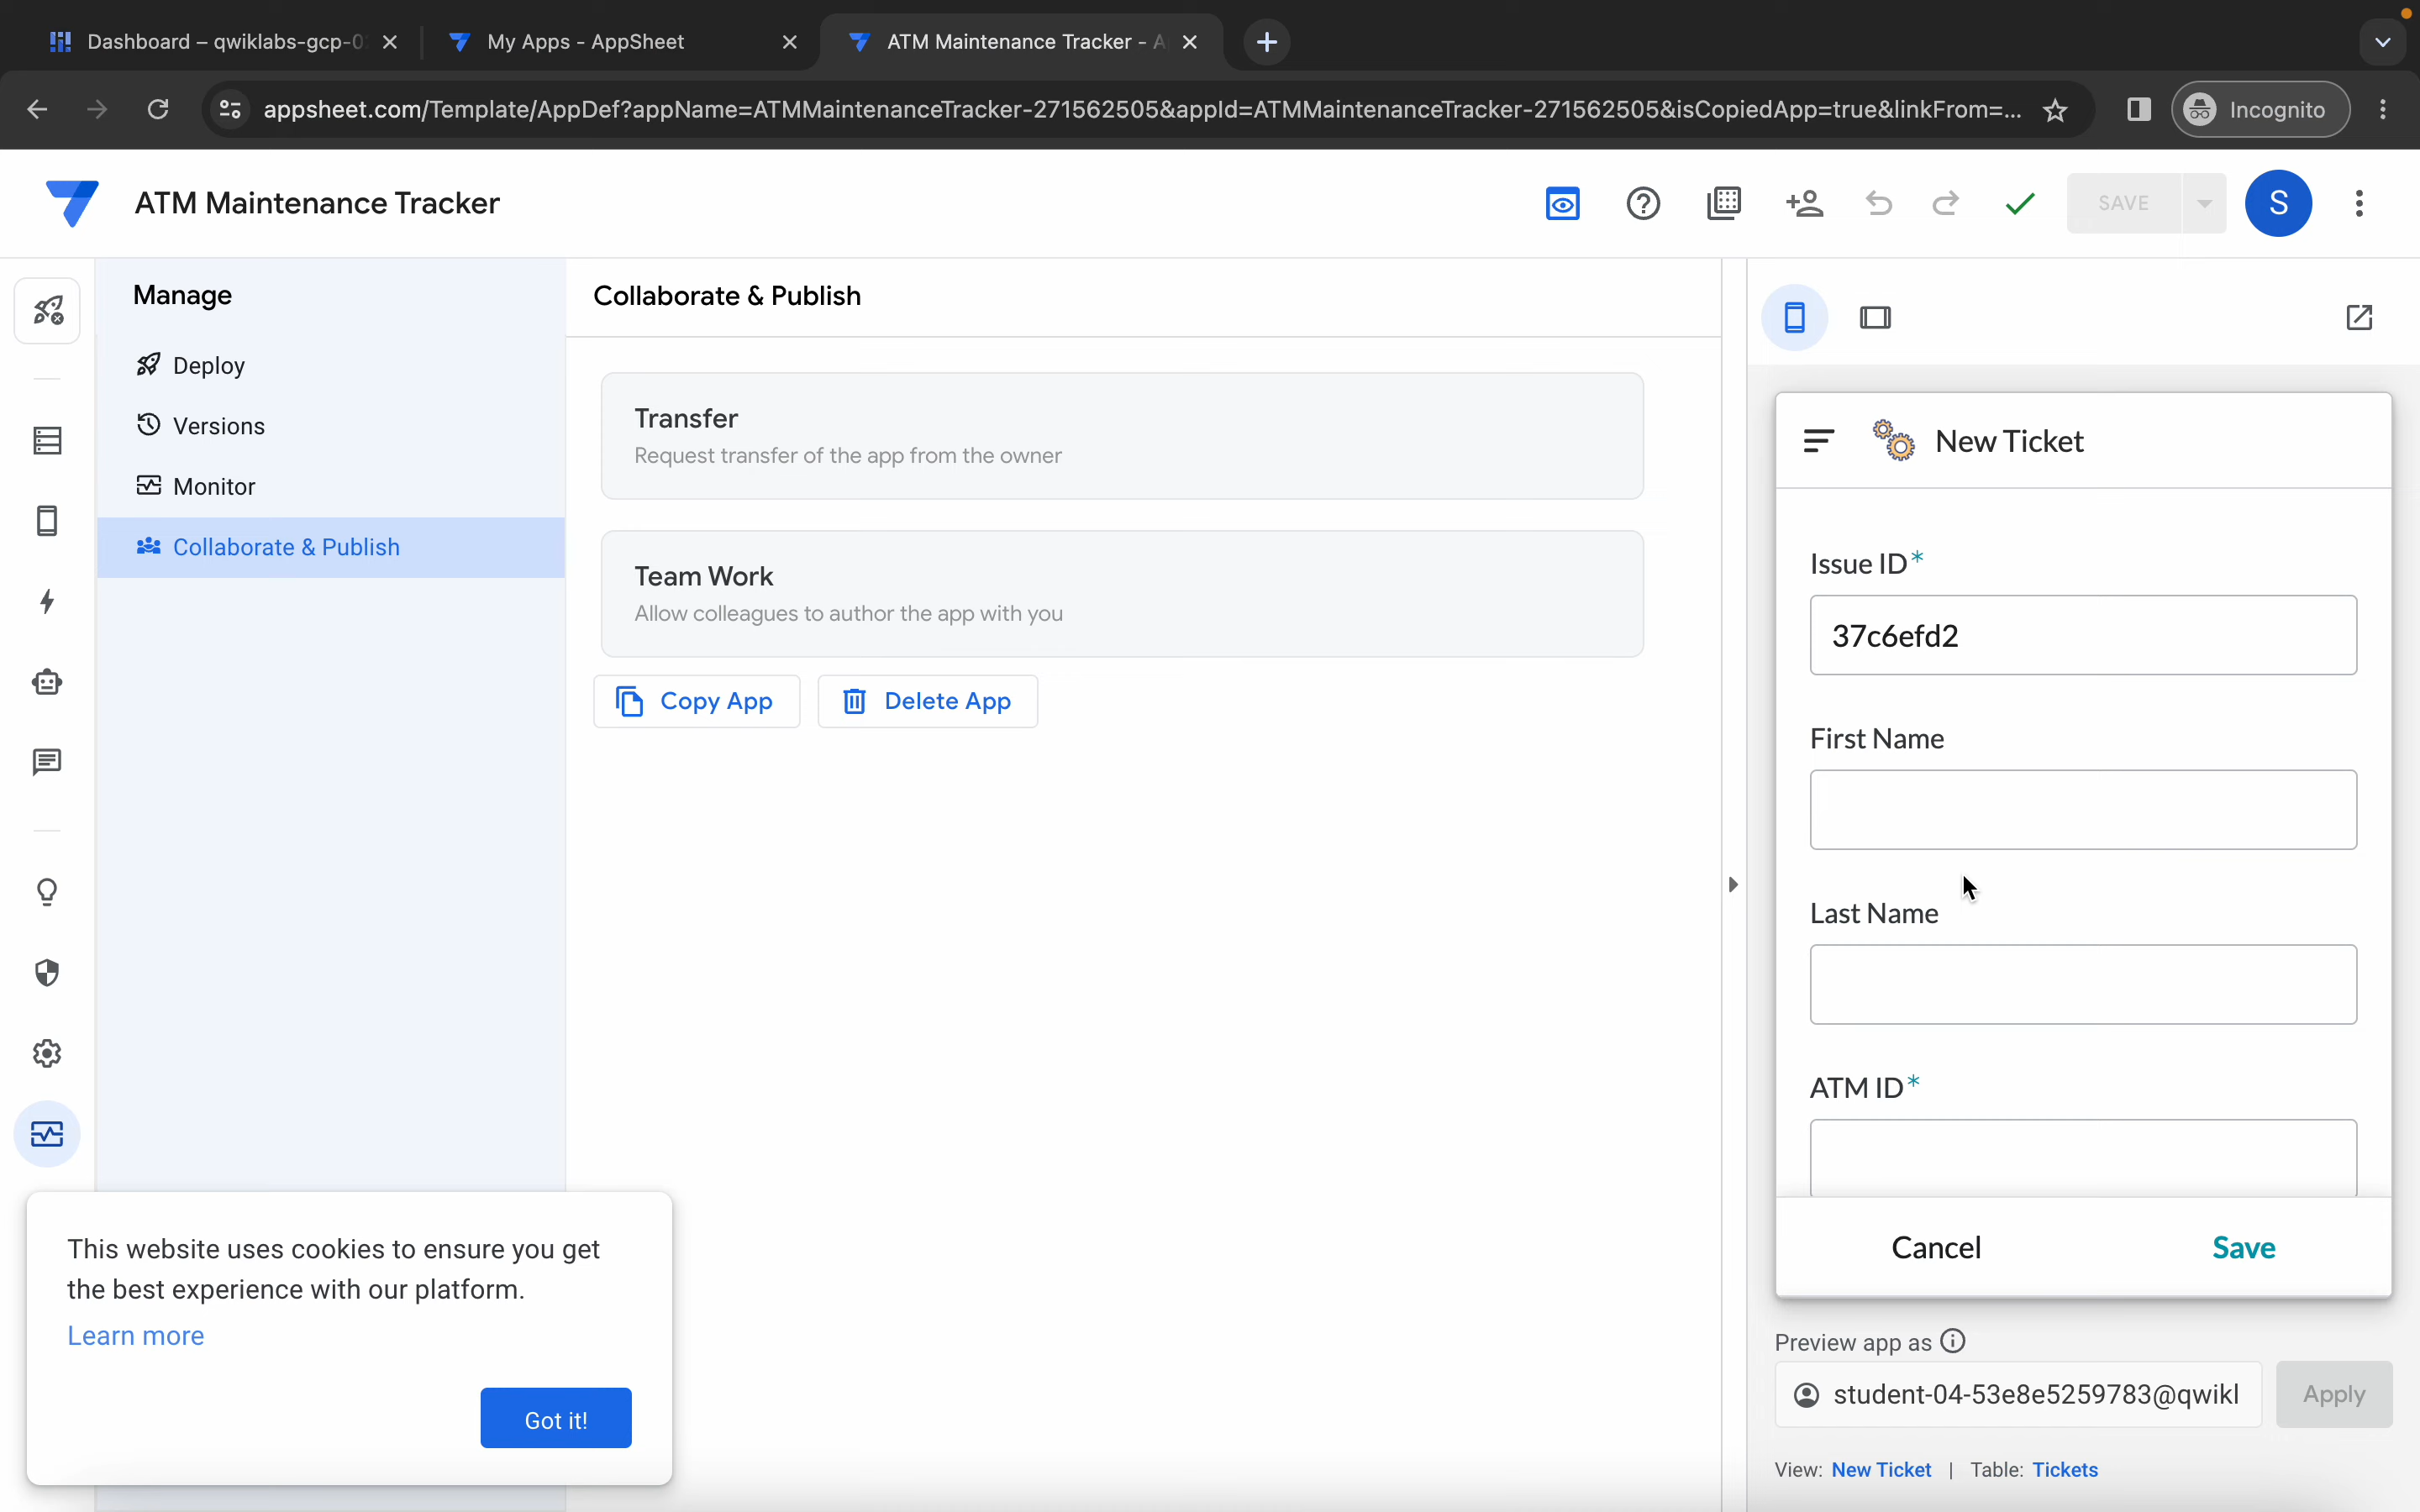 Dashboard – qwiklabs-gcp-0
My Apps - AppSheet
ATM Maintenance Tracker - A
appsheet.com/Template/AppDef?appName=ATMMaintenanceTracker-271562505&appId=ATMMaintenanceTracker-271562505&isCopiedApp=true&linkFrom=...
Incognito
ATM Maintenance Tracker
SAVE
S
Manage
Deploy
Versions
Monitor
Collaborate & Publish
Collaborate & Publish
Transfer
Request transfer of the app from the owner
Team Work
Allow colleagues to author the app with you
Copy App
Delete App
New Ticket
Issue ID*
37c6efd2
First Name
Last Name
ATM ID*
Cancel
Save
Preview app as
student-04-53e8e5259783@qwikl
Apply
View: New Ticket | Table: Tickets
This website uses cookies to ensure you get
the best experience with our platform.
Learn more
Got it!